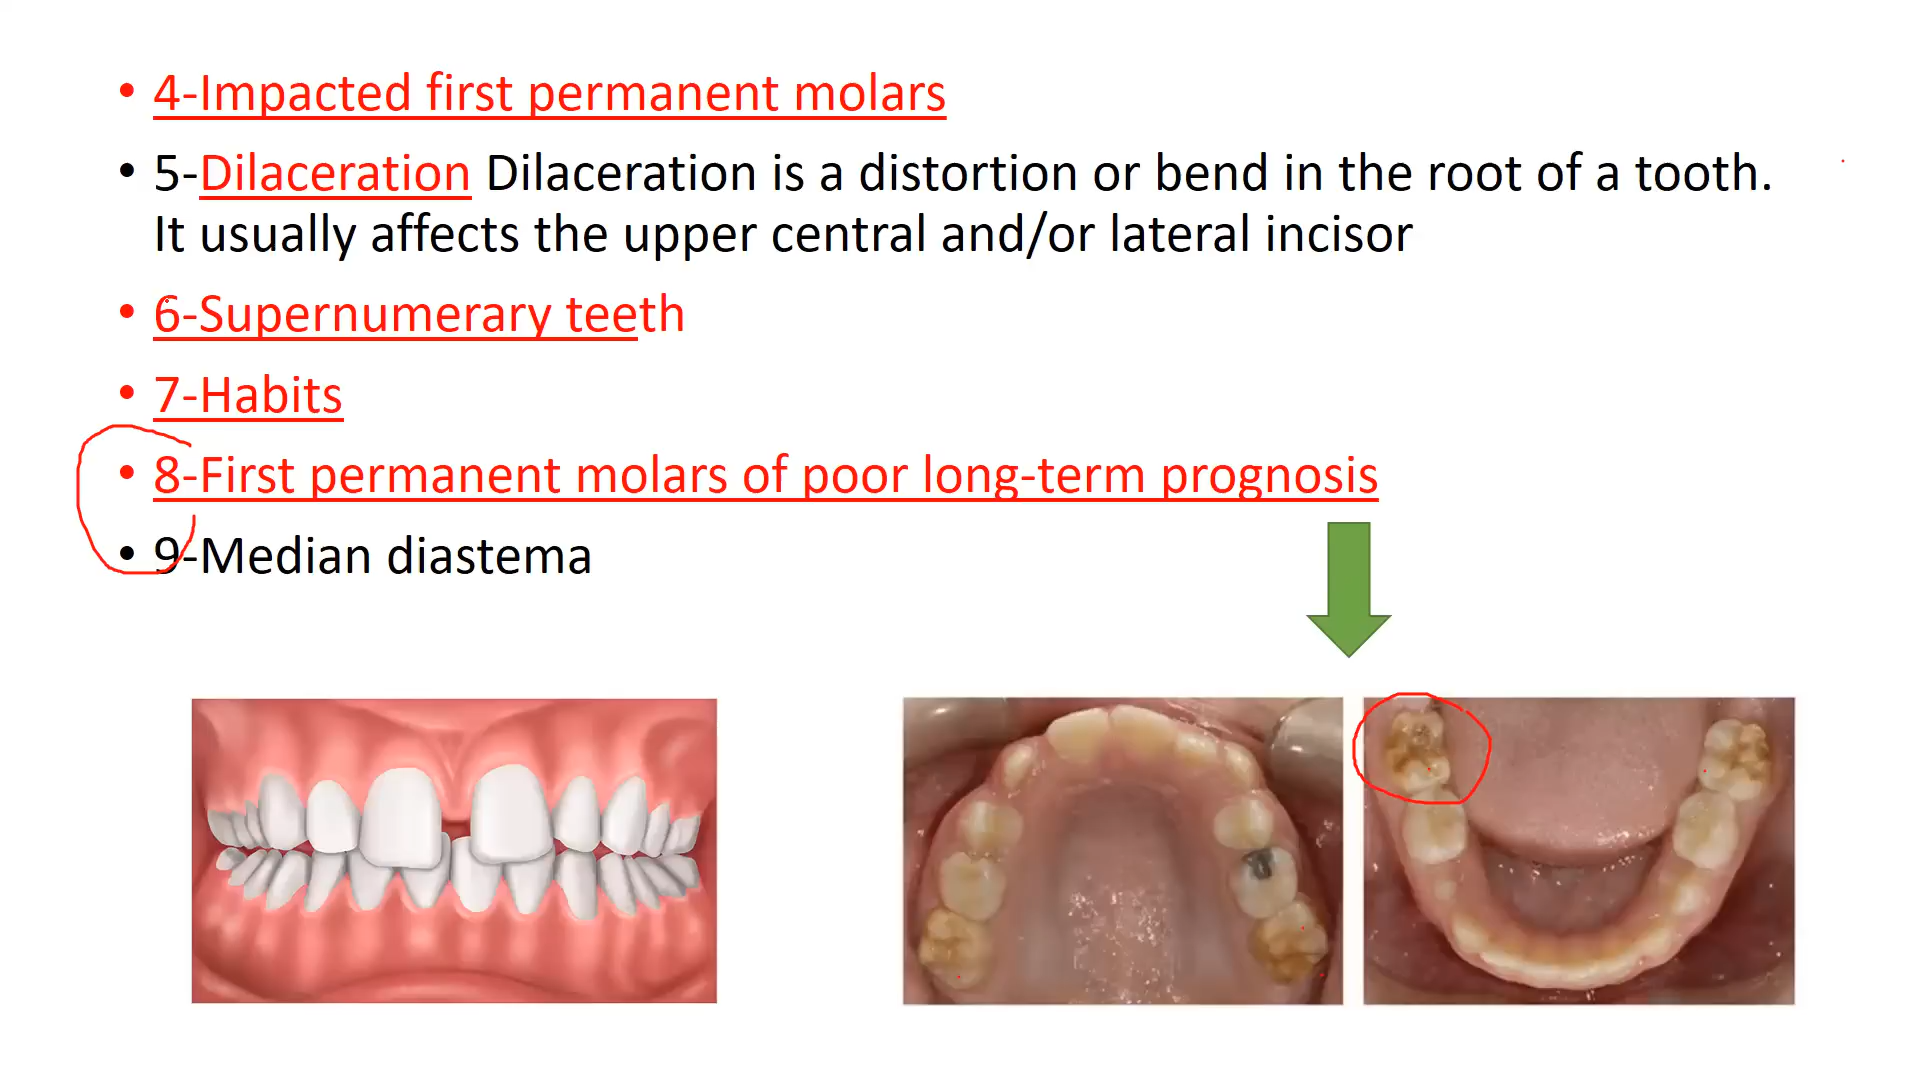 • 4-Impacted first permanent molars
• 5-Dilaceration Dilaceration is a distortion or bend in the root of a tooth.
It usually affects the upper central and/or lateral incisor
• 6-Supernumerary teeth
• 7-Habits
• 8-First permanent molars of poor long-term prognosis
• 9-Median diastema